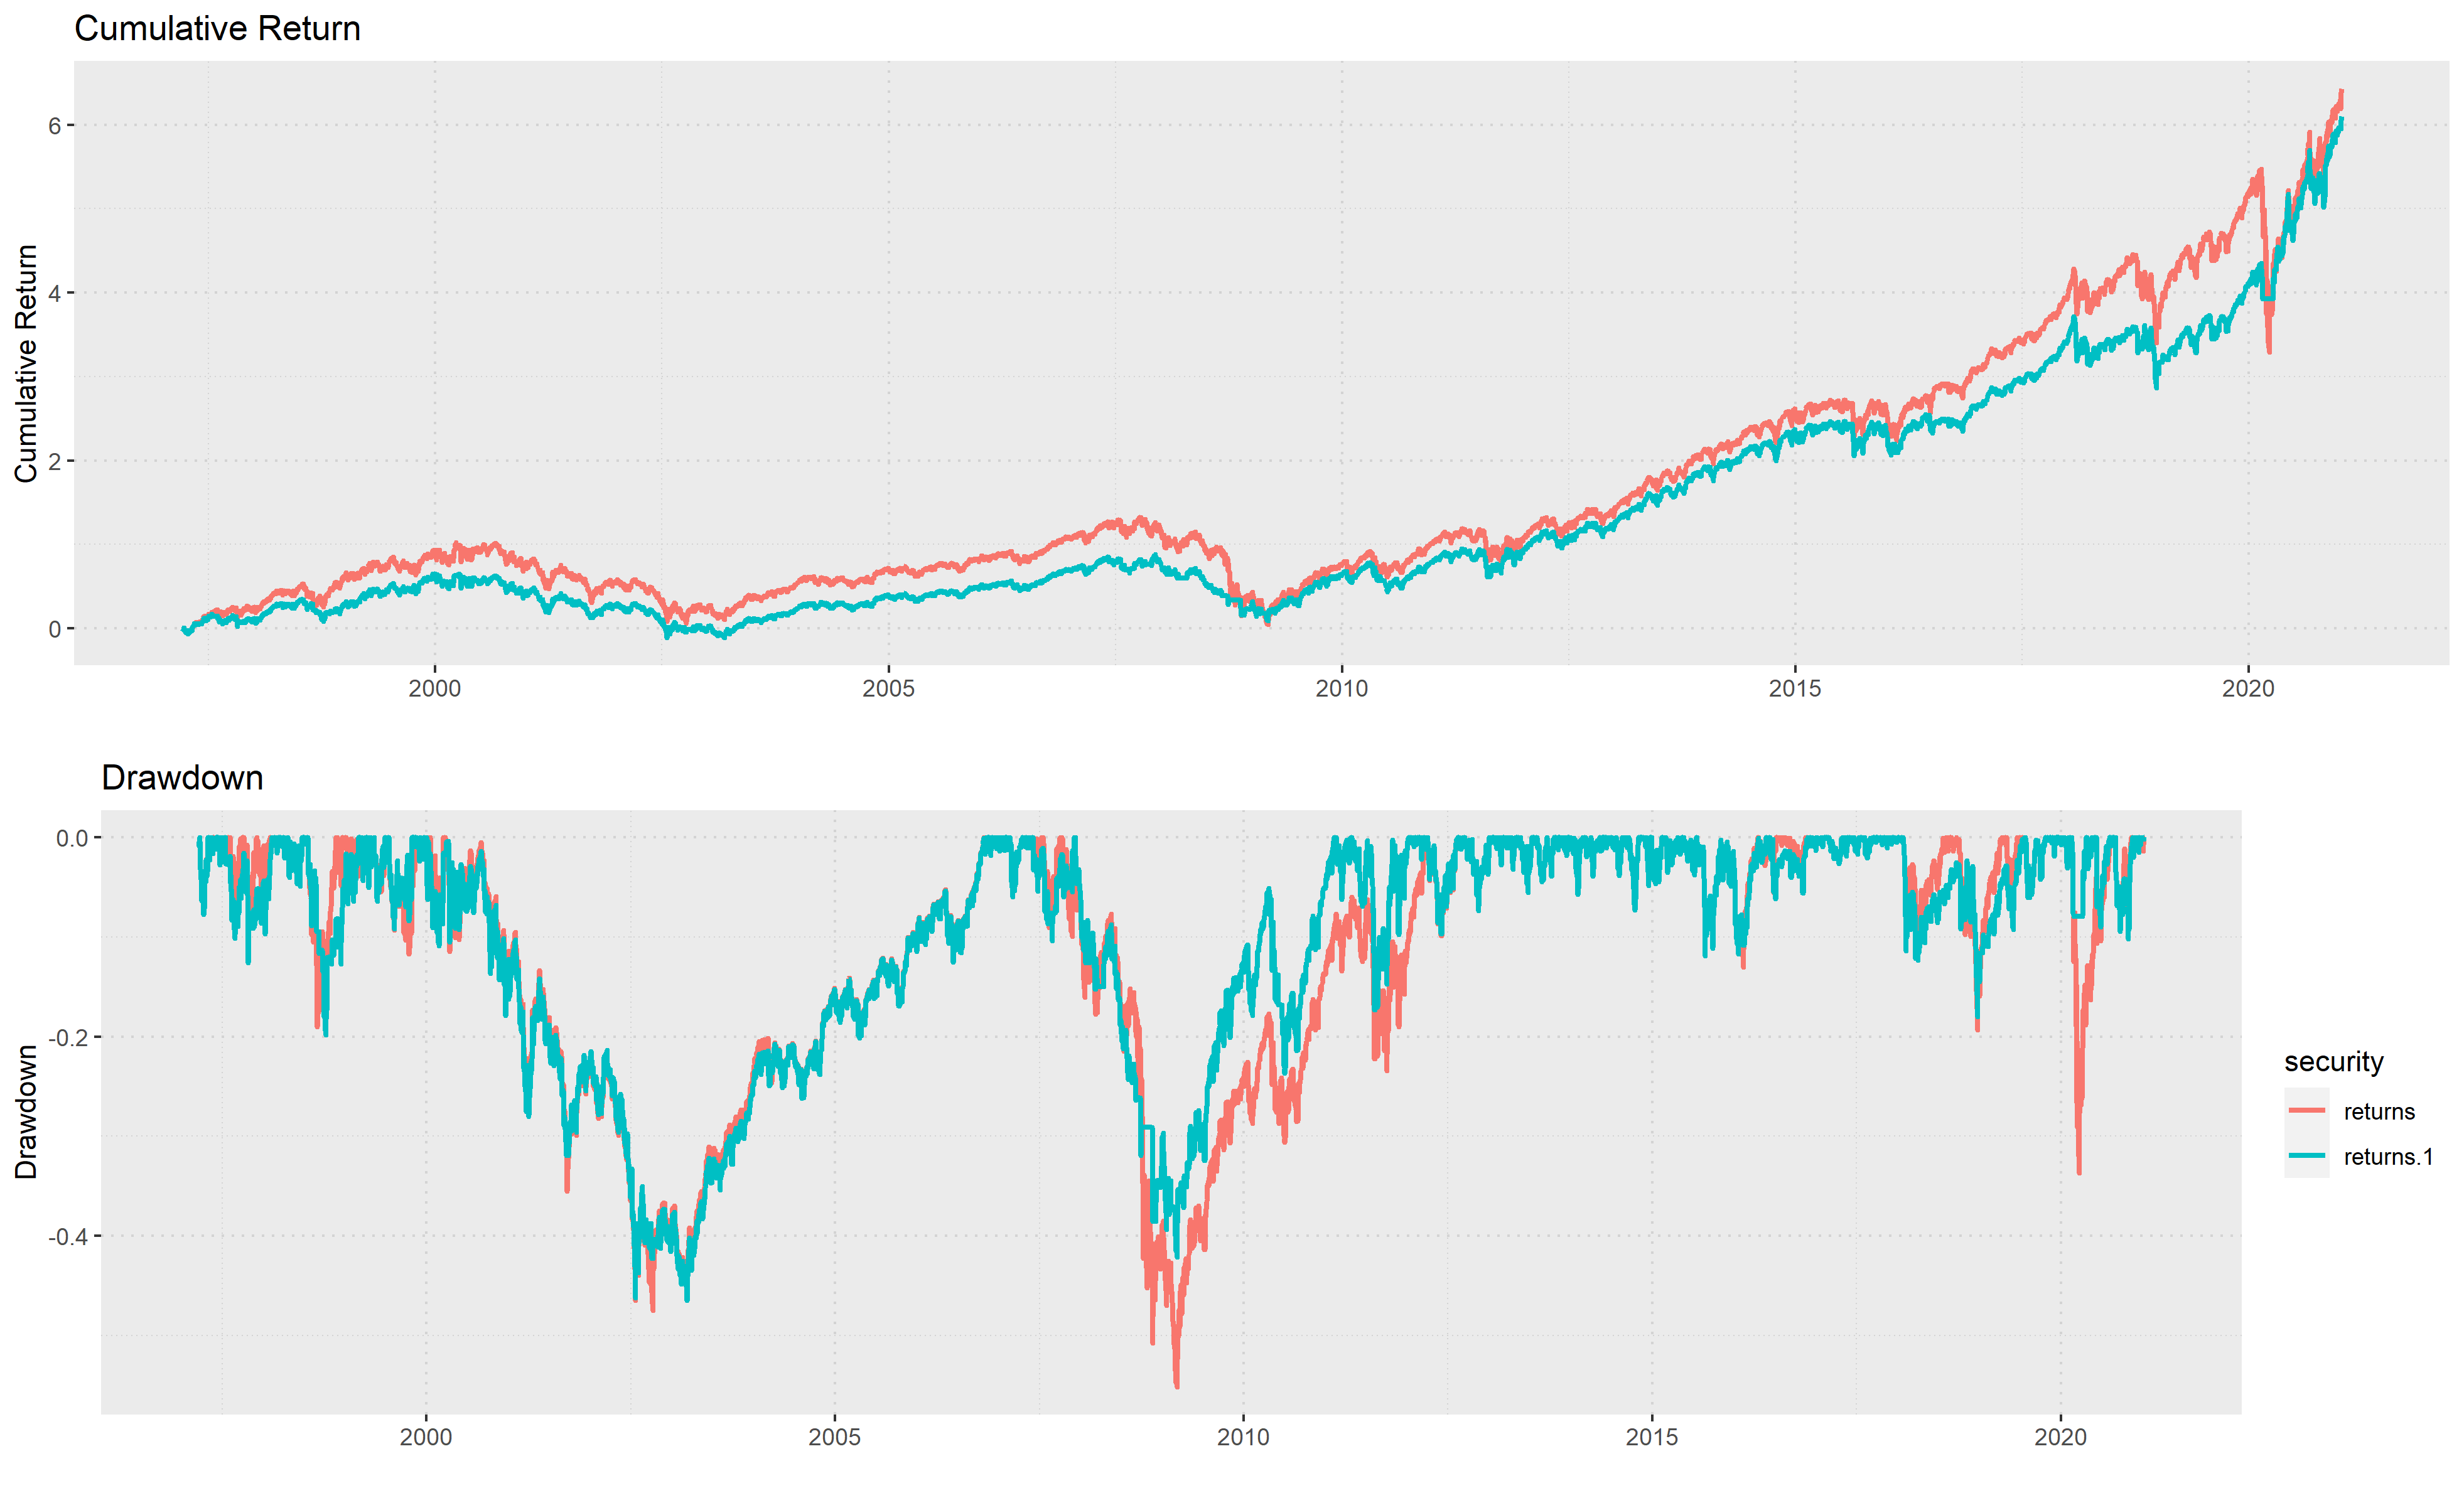 Cumulative Return
Cumulative Return
6
4
2
0
2000 2005 2010 2015 2020
Drawdown
Drawdown
0.0
-0.2
-0.4
2000 2005 2010 2015 2020
security
returns
returns.1